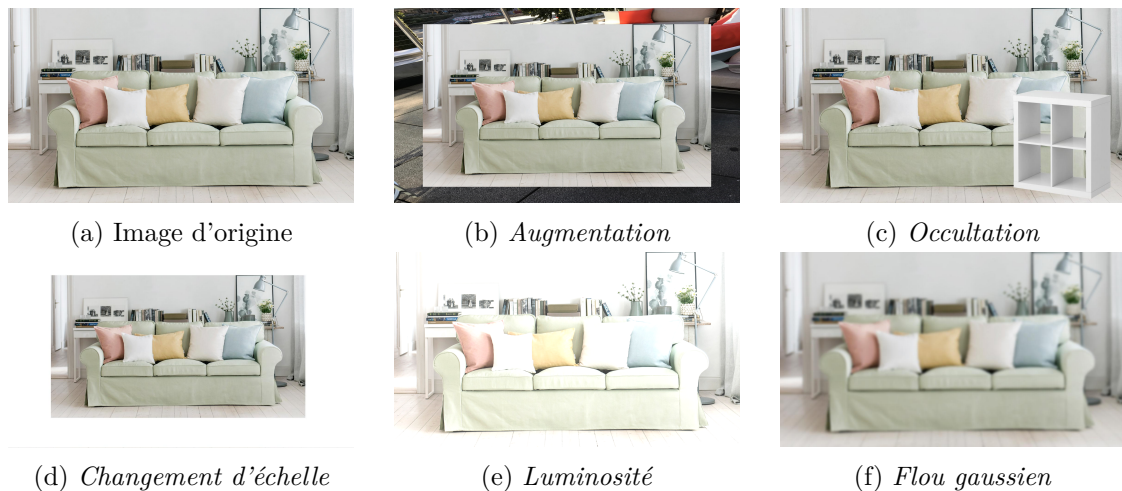 (a) Image d'origine
(b) Augmentation
(c) Occultation
(d) Changement d'échelle
(e) Luminosité
(f) Flou gaussien